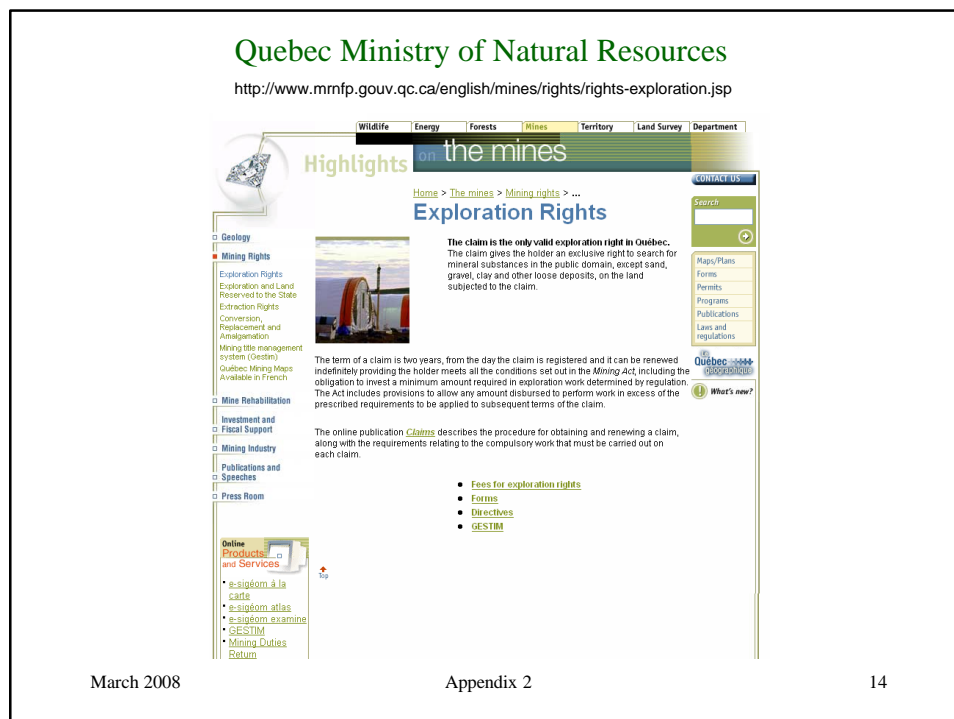 Quebec Ministry of Natural Resources
http://www.mrnfp.gouv.qc.ca/english/mines/rights/rights-exploration.jsp
Wildlife Energy Forests Mines Territory Land Survey Department
Highlights on the mines
CONTACT US
Home > The mines > Mining rights > ...
Exploration Rights
Search
Geology
Mining Rights
Exploration Rights
Exploration and Land
Reserved to the State
Extraction Rights
Conversion,
Replacement and
Amalgamation
Mining title management
system (Gestim)
Québec Mining Maps
Available in French
Mine Rehabilitation
Investment and
Fiscal Support
Mining Industry
Publications and
Speeches
Press Room
The claim is the only valid exploration right in Québec.
The claim gives the holder an exclusive right to search for
mineral substances in the public domain, except sand,
gravel, clay and other loose deposits, on the land
subjected to the claim.
Maps/Plans
Forms
Permits
Programs
Publications
Laws and
regulations
Québec
géographique
What's new?
The term of a claim is two years, from the day the claim is registered and it can be renewed
indefinitely providing the holder meets all the conditions set out in the Mining Act, including the
obligation to invest a minimum amount required in exploration work determined by regulation.
The Act includes provisions to allow any amount disbursed to perform work in excess of the
prescribed requirements to be applied to subsequent terms of the claim.
The online publication Claims describes the procedure for obtaining and renewing a claim,
along with the requirements relating to the compulsory work that must be carried out on
each claim.
• Fees for exploration rights
• Forms
• Directives
• GESTIM
Online
Products
and Services
• e-sigéom à la
carte
• e-sigéom atlas
• e-sigéom examine
• GESTIM
• Mining Duties
Return
Top
March 2008 Appendix 2 14